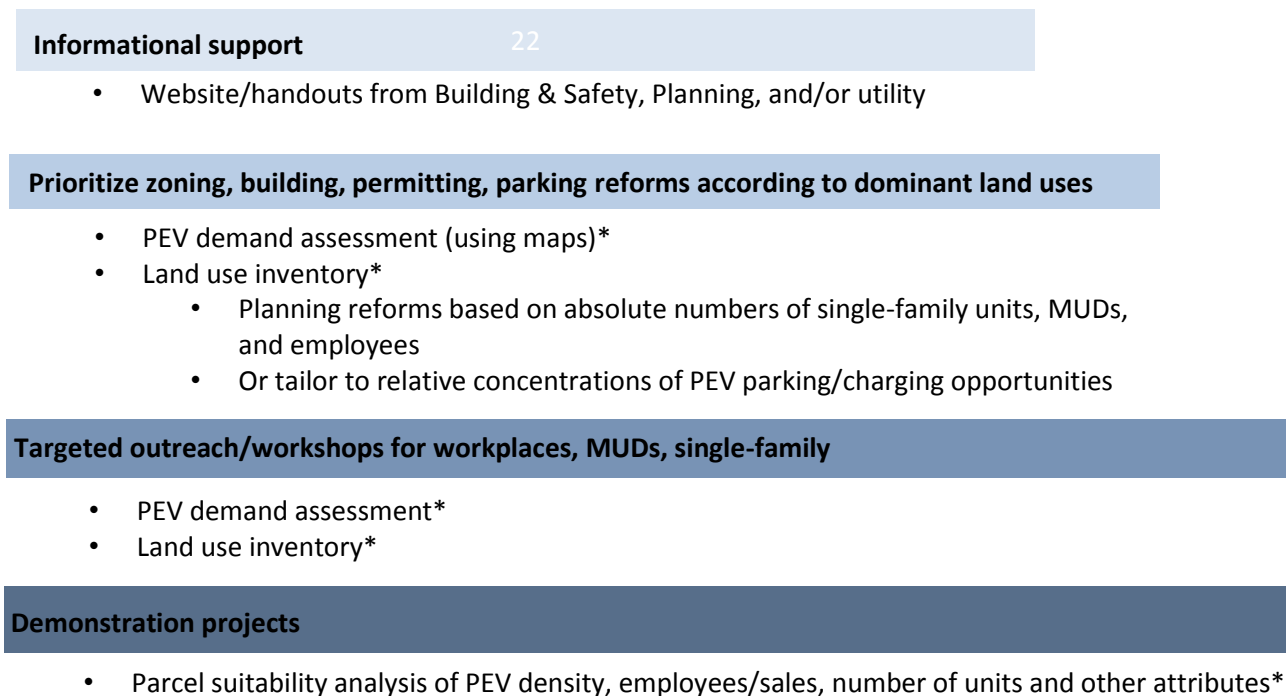 Informational support 22
• Website/handouts from Building & Safety, Planning, and/or utility
Prioritize zoning, building, permitting, parking reforms according to dominant land uses
• PEV demand assessment (using maps)*
• Land use inventory*
• Planning reforms based on absolute numbers of single-family units, MUDs,
and employees
• Or tailor to relative concentrations of PEV parking/charging opportunities
Targeted outreach/workshops for workplaces, MUDs, single-family
• PEV demand assessment*
• Land use inventory*
Demonstration projects
• Parcel suitability analysis of PEV density, employees/sales, number of units and other attributes*